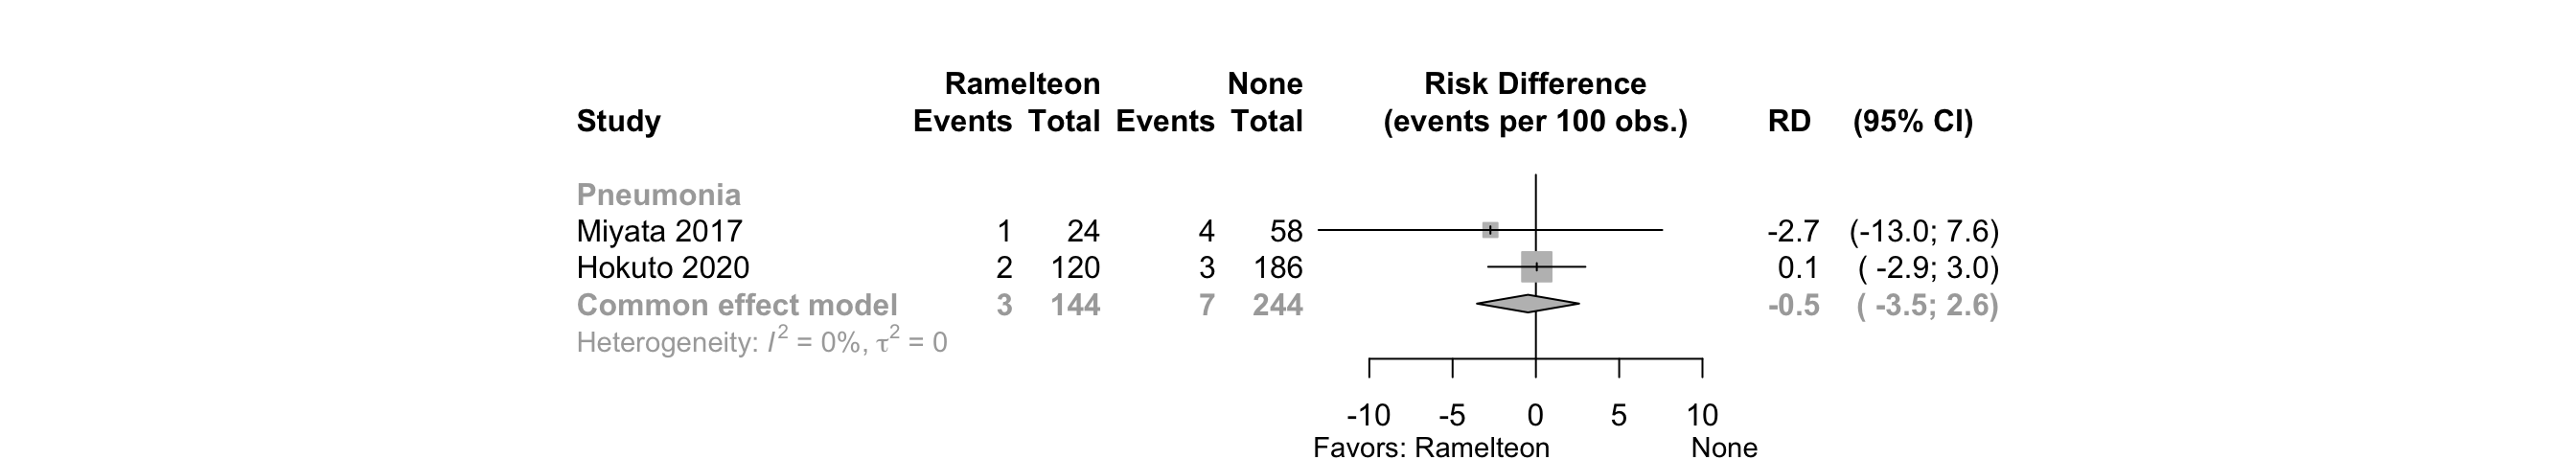 Ramelteon None Risk Difference
Study Events Total Events Total (events per 100 obs.) RD (95% CI)
Pneumonia
Miyata 2017 1 24 4 58 -2.7 (-13.0; 7.6)
Hokuto 2020 2 120 3 186 0.1 ( -2.9; 3.0)
Common effect model 3 144 7 244 -0.5 ( -3.5; 2.6)
Heterogeneity: I² = 0%, τ² = 0
-10 -5 0 5 10
Favors: Ramelteon None